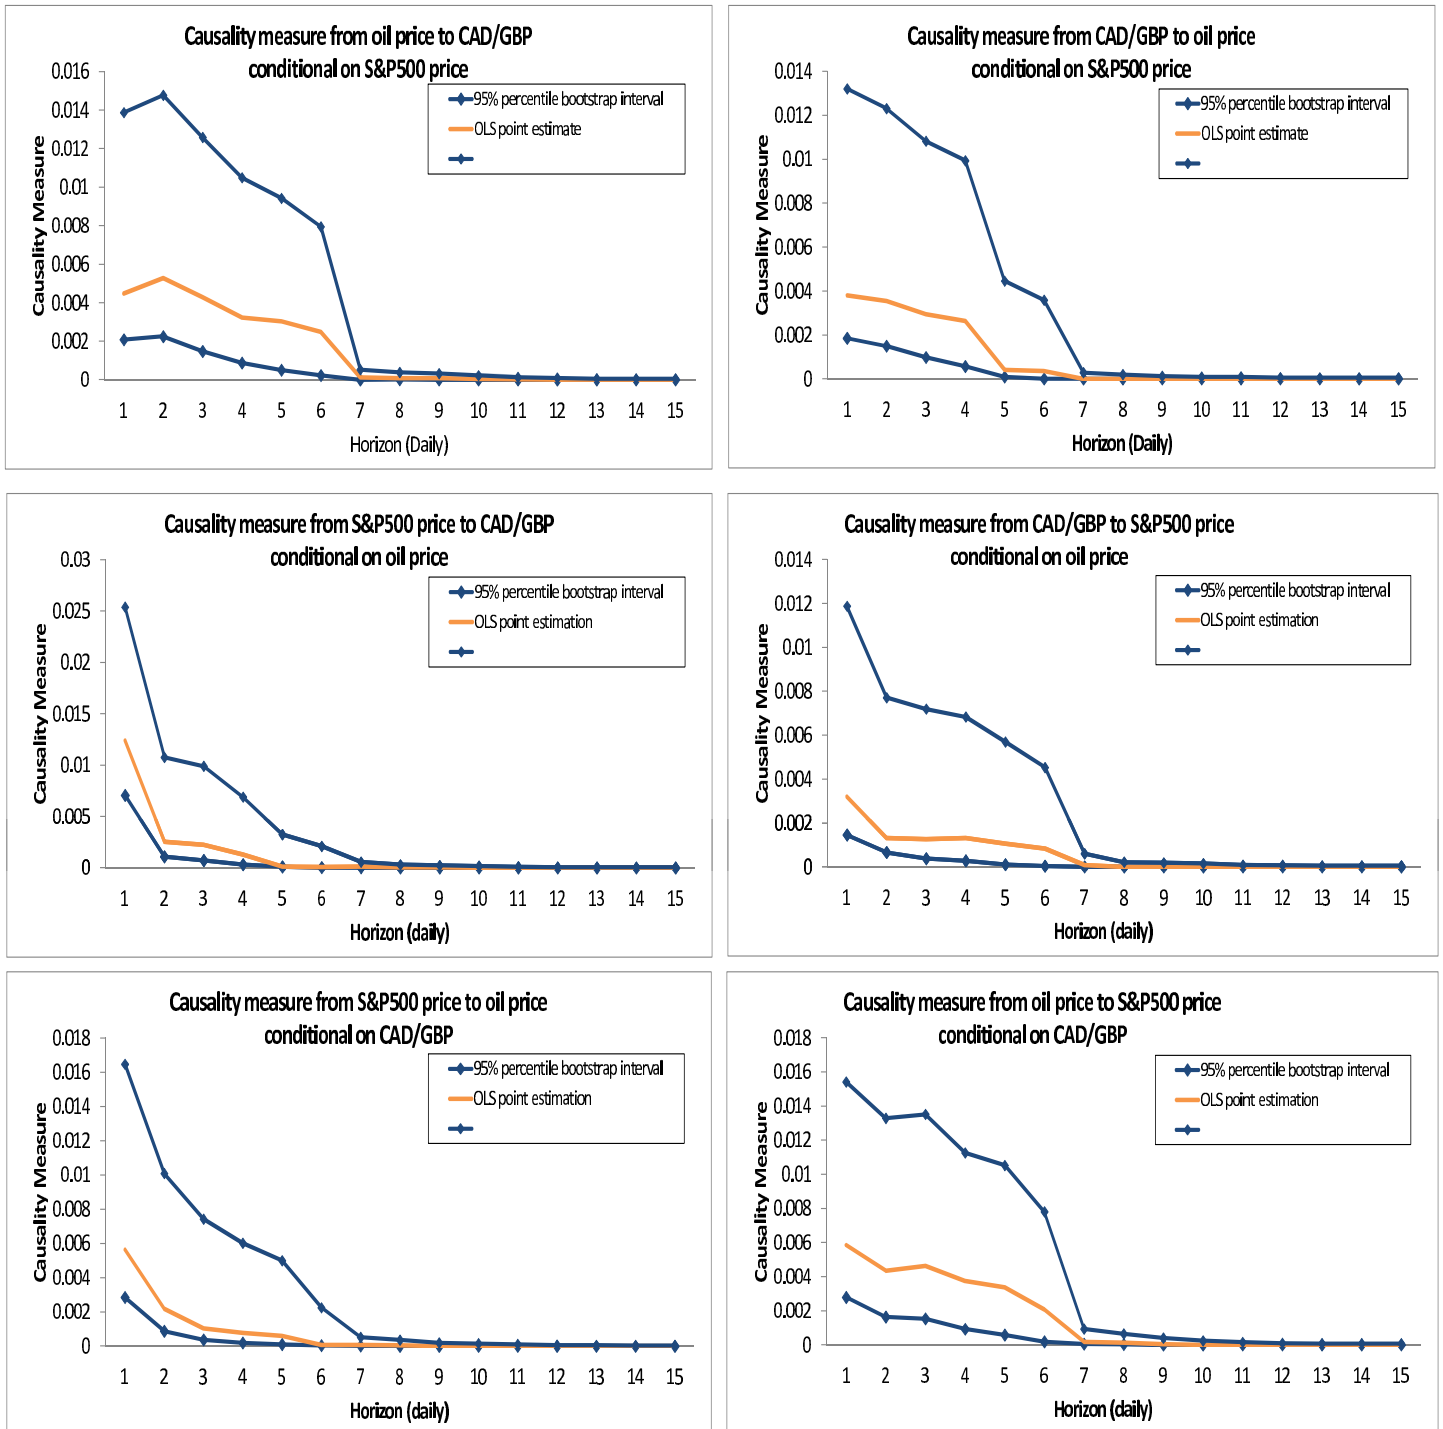 Causality measure from oil price to CAD/GBP
conditional on S&P500 price
0.016
0.014
0.012
0.01
0.008
0.006
0.004
0.002
0
Causality Measure
95% percentile bootstrap interval
OLS point estimate
1 2 3 4 5 6 7 8 9 10 11 12 13 14 15
Horizon (Daily)
Causality measure from CAD/GBP to oil price
conditional on S&P500 price
0.014
0.012
0.01
0.008
0.006
0.004
0.002
0
Causality Measure
95% percentile bootstrap interval
OLS point estimate
1 2 3 4 5 6 7 8 9 10 11 12 13 14 15
Horizon (Daily)
Causality measure from S&P500 price to CAD/GBP
conditional on oil price
0.03
0.025
0.02
0.015
0.01
0.005
0
Causality Measure
95% percentile bootstrap interval
OLS point estimation
1 2 3 4 5 6 7 8 9 10 11 12 13 14 15
Horizon (daily)
Causality measure from CAD/GBP to S&P500 price
conditional on oil price
0.014
0.012
0.01
0.008
0.006
0.004
0.002
0
Causality Measure
95% percentile bootstrap interval
OLS point estimation
1 2 3 4 5 6 7 8 9 10 11 12 13 14 15
Horizon (daily)
Causality measure from S&P500 price to oil price
conditional on CAD/GBP
0.018
0.016
0.014
0.012
0.01
0.008
0.006
0.004
0.002
0
Causality Measure
95% percentile bootstrap interval
OLS point estimation
1 2 3 4 5 6 7 8 9 10 11 12 13 14 15
Horizon (daily)
Causality measure from oil price to S&P500 price
conditional on CAD/GBP
0.018
0.016
0.014
0.012
0.01
0.008
0.006
0.004
0.002
0
Causality Measure
95% percentile bootstrap interval
OLS point estimation
1 2 3 4 5 6 7 8 9 10 11 12 13 14 15
Horizon (daily)